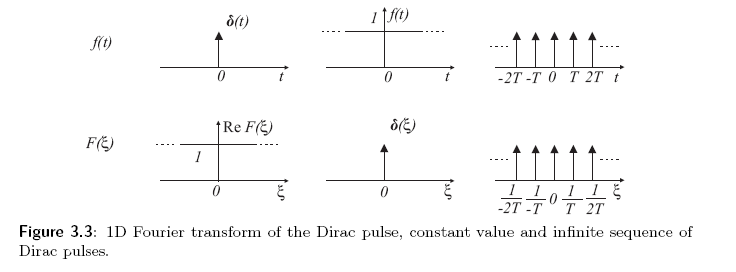 f(t) δ(t) 0 t 1 f(t) 0 t .... .... -2T -T 0 T 2T t
F(ξ) Re F(ξ) 1 0 ξ δ(ξ) 0 ξ .... .... 1/-2T 1/-T 0 1/T 1/2T ξ
Figure 3.3: 1D Fourier transform of the Dirac pulse, constant value and infinite sequence of
Dirac pulses.